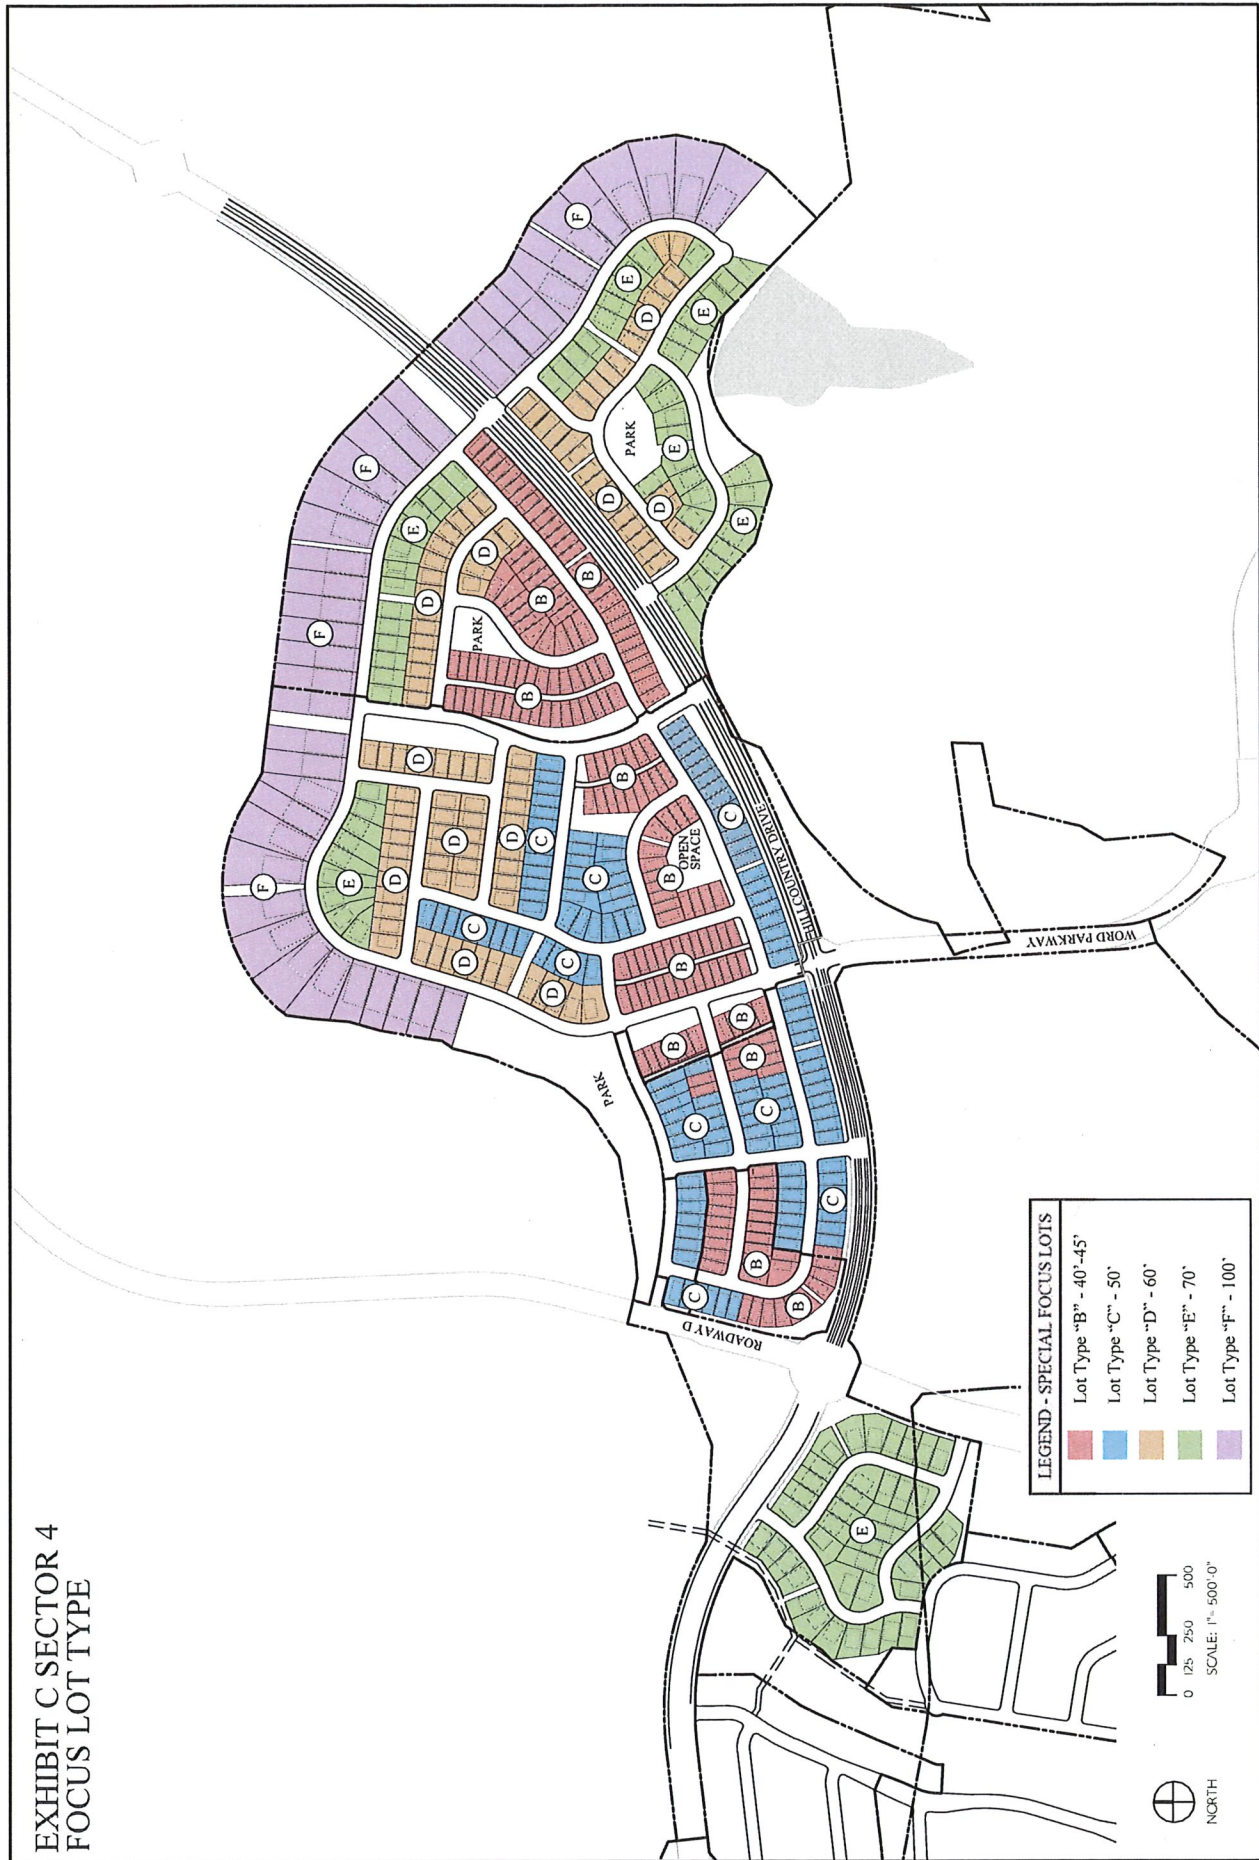 EXHIBIT C SECTOR 4
FOCUS LOT TYPE
F
F
E
F
D
E
D
D
D
D
C
PARK
D
D
B
C
B
D
C
F
B
C
PARK
D
B
E
PARK
D
D
B
B
E
B
OPEN
SPACE
C
C
E
ROADWAY D
C
B
E
B
B
C
HILL COUNTRY DRIVE
B
C
E
WORD PARKWAY
LEGEND - SPECIAL FOCUS LOTS
Lot Type "B" - 40'-45'
Lot Type "C" - 50'
Lot Type "D" - 60'
Lot Type "E" - 70'
Lot Type "F" - 100'
NORTH
0 125 250 500
SCALE: 1"= 500'-0"